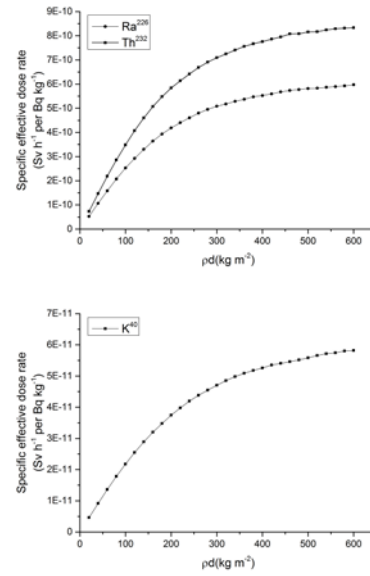 Ra²²⁶
Th²³²
Specific effective dose rate
(Sv h⁻¹ per Bq kg⁻¹)
9E-10
8E-10
7E-10
6E-10
5E-10
4E-10
3E-10
2E-10
1E-10
0
0 100 200 300 400 500 600
ρd(kg m⁻²)
K⁴⁰
Specific effective dose rate
(Sv h⁻¹ per Bq kg⁻¹)
7E-11
6E-11
5E-11
4E-11
3E-11
2E-11
1E-11
0
0 100 200 300 400 500 600
ρd(kg m⁻²)